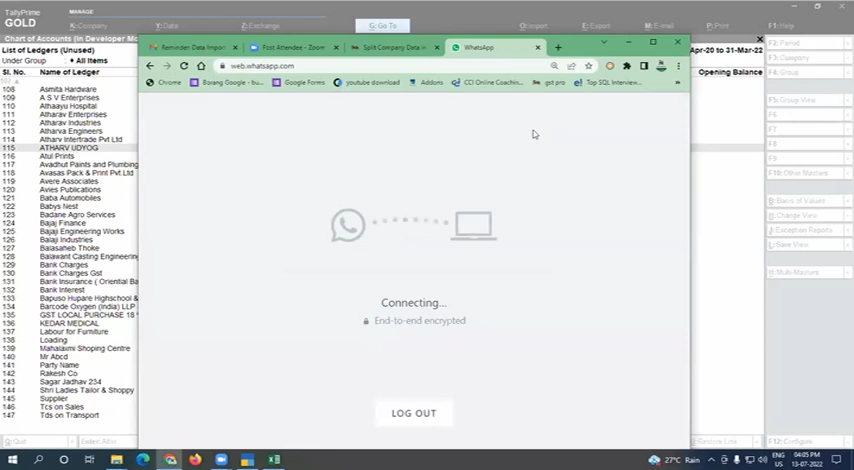 TallyPrime
GOLD
MANAGE
K:Company
Y:Data
Z:Exchange
G:Go To
O:Import
E:Export
M:E-mail
P:Print
F1:Help
Chart of Accounts (in Developer Mo
Apr-20 to 31-Mar-22
List of Ledgers (Unused)
Under Group : ♦ All Items
Sl. No. Name of Ledger
Opening Balance
108 Asmita Hardware
109 A S V Enterprises
110 Athaayu Hospital
111 Atharav Enterprises
112 Atharav Industries
113 Atharva Engineers
114 Atharv Intertrade Pvt Ltd
115 ATHARV UDYOG
116 Atul Prints
117 Avadhut Paints and Plumbing
118 Avasas Pack & Print Pvt.Ltd
119 Avere Associates
120 Avies Publications
121 Baba Automobiles
122 Babys Nest
123 Badane Agro Services
124 Bajaj Finance
125 Bajaj Engineering Works
126 Balaji Industries
127 Balasaheb Thoke
128 Balawant Casting Engineering
129 Bank Charges
130 Bank Charges Gst
131 Bank Insurance ( Oriental Ba
132 Bank Interest
133 Bapuso Hupare Highschool &
134 Barcode Oxygen (India) LLP
135 GST LOCAL PURCHASE 18
136 KEDAR MEDICAL
137 Labour for Furniture
138 Loading
139 Mahalaxmi Shoping Centre
140 Mr Abcd
141 Party Name
142 Rakesh Co
143 Sagar Jadhav 234
144 Shri Ladies Tailor & Shoppy
145 Supplier
146 Tcs on Sales
147 Tds on Transport
Q:Quit
Enter:Alter
Reminder: Data Impor
Post Attendee - Zoom
Split Company Data in
WhatsApp
web.whatsapp.com
Chrome
Borang Google - bu...
Google Forms
youtube download
Addons
CCI Online Coachin...
gst pro
Top SQL Interview...
Connecting...
End-to-end encrypted
LOG OUT
F2:Period
F3:Company
F4:Group
F5:Group View
F6
F7
F8
F9
F10:Other Masters
B:Basis of Values
H:Change View
J:Exception Reports
L:Save View
H:Multi-Masters
F12:Configure
27°C Rain
ENG
US
04:05 PM
13-07-2022